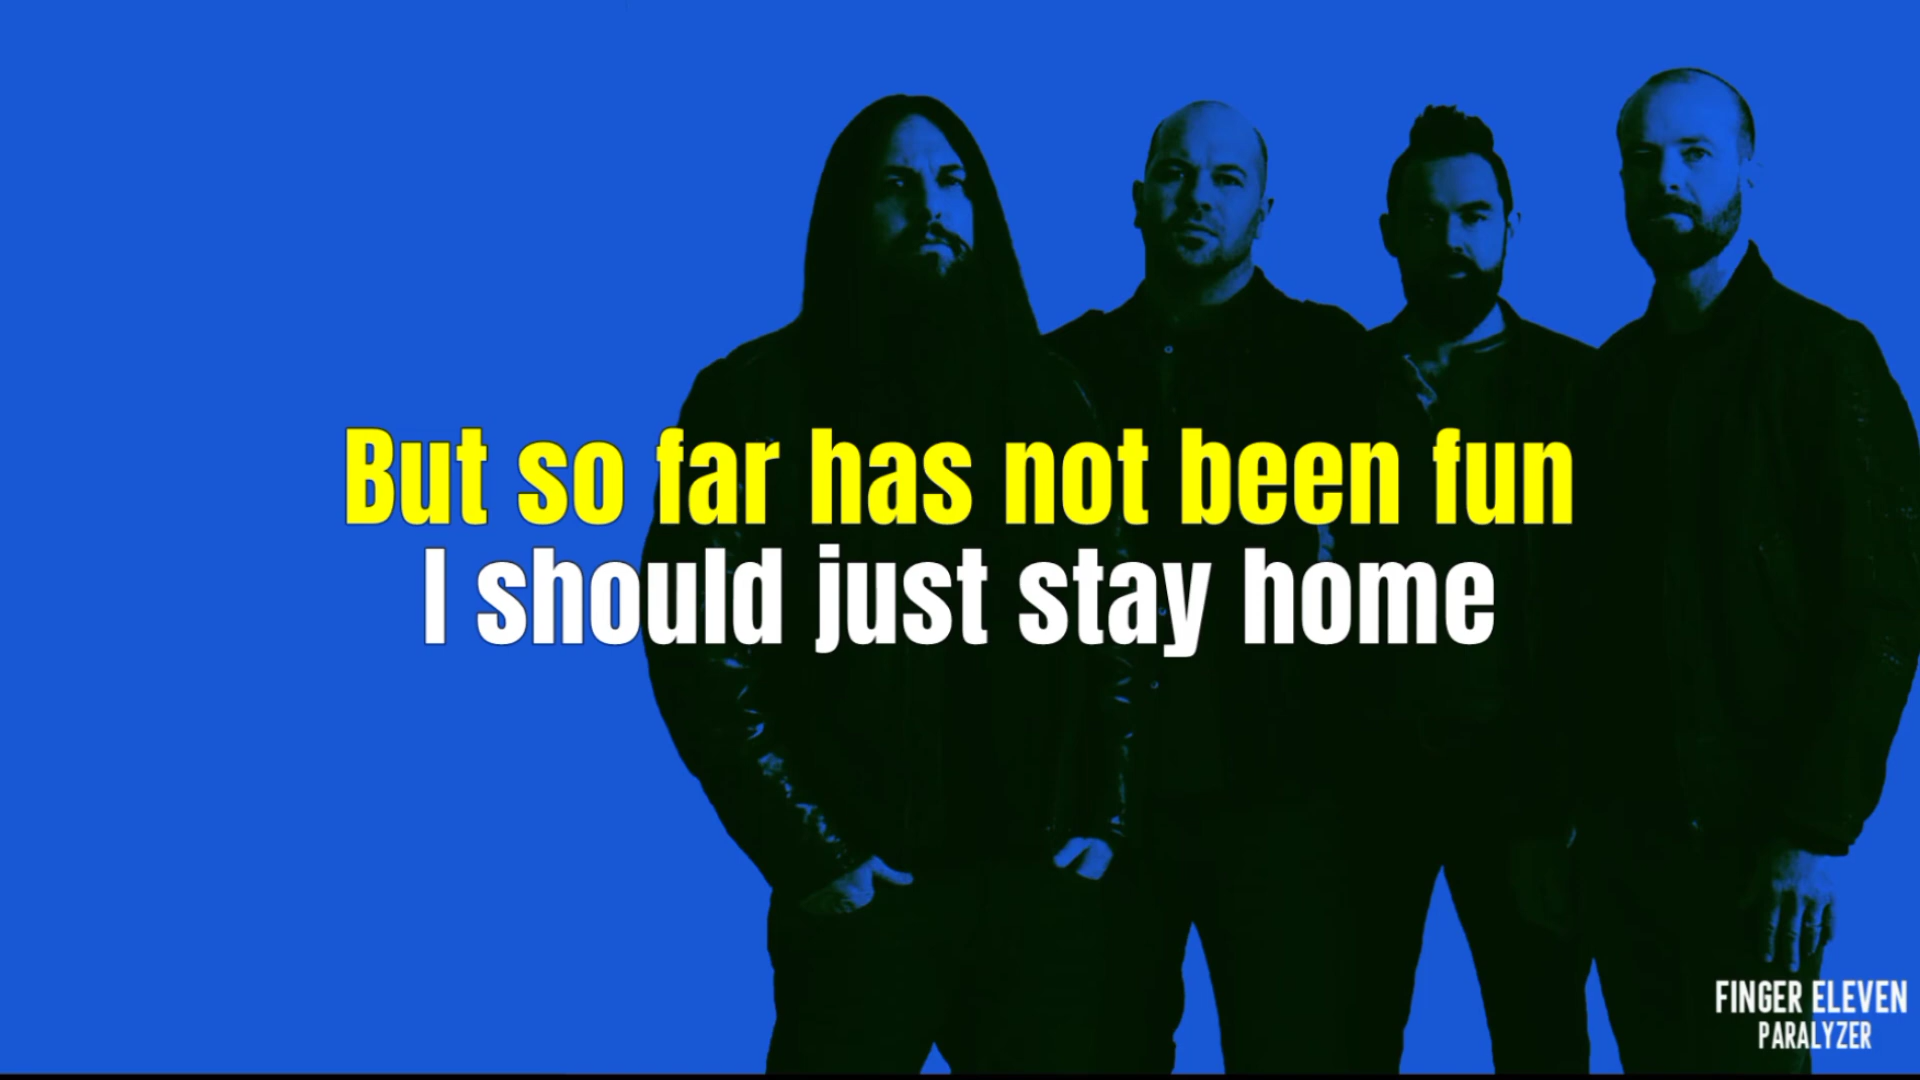 But so far has not been fun
I should just stay home
FINGER ELEVEN
PARALYZER